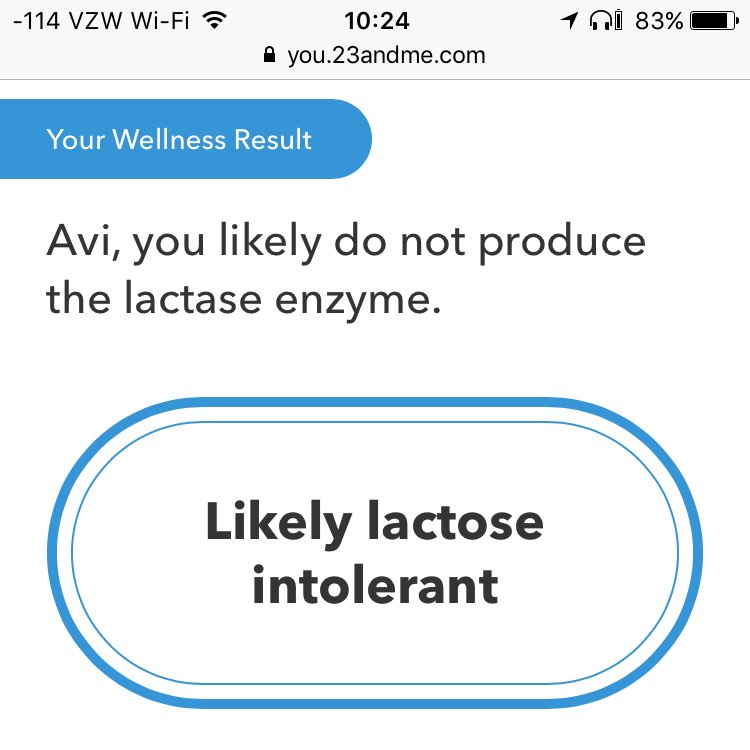 -114 VZW Wi-Fi 10:24 83%
you.23andme.com
Your Wellness Result
Avi, you likely do not produce
the lactase enzyme.
Likely lactose
intolerant